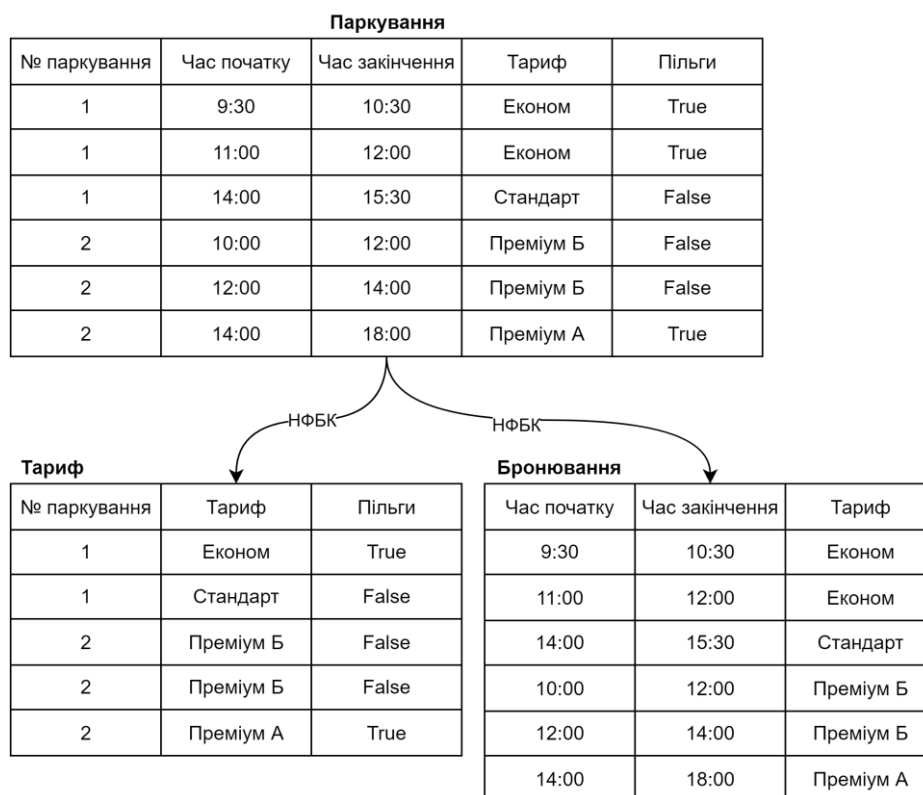 Паркування
№ паркування Час початку Час закінчення Тариф Пільги
1 9:30 10:30 Економ True
1 11:00 12:00 Економ True
1 14:00 15:30 Стандарт False
2 10:00 12:00 Преміум Б False
2 12:00 14:00 Преміум Б False
2 14:00 18:00 Преміум А True
НФБК НФБК
Тариф
№ паркування Тариф Пільги
1 Економ True
1 Стандарт False
2 Преміум Б False
2 Преміум Б False
2 Преміум А True
Бронювання
Час початку Час закінчення Тариф
9:30 10:30 Економ
11:00 12:00 Економ
14:00 15:30 Стандарт
10:00 12:00 Преміум Б
12:00 14:00 Преміум Б
14:00 18:00 Преміум А